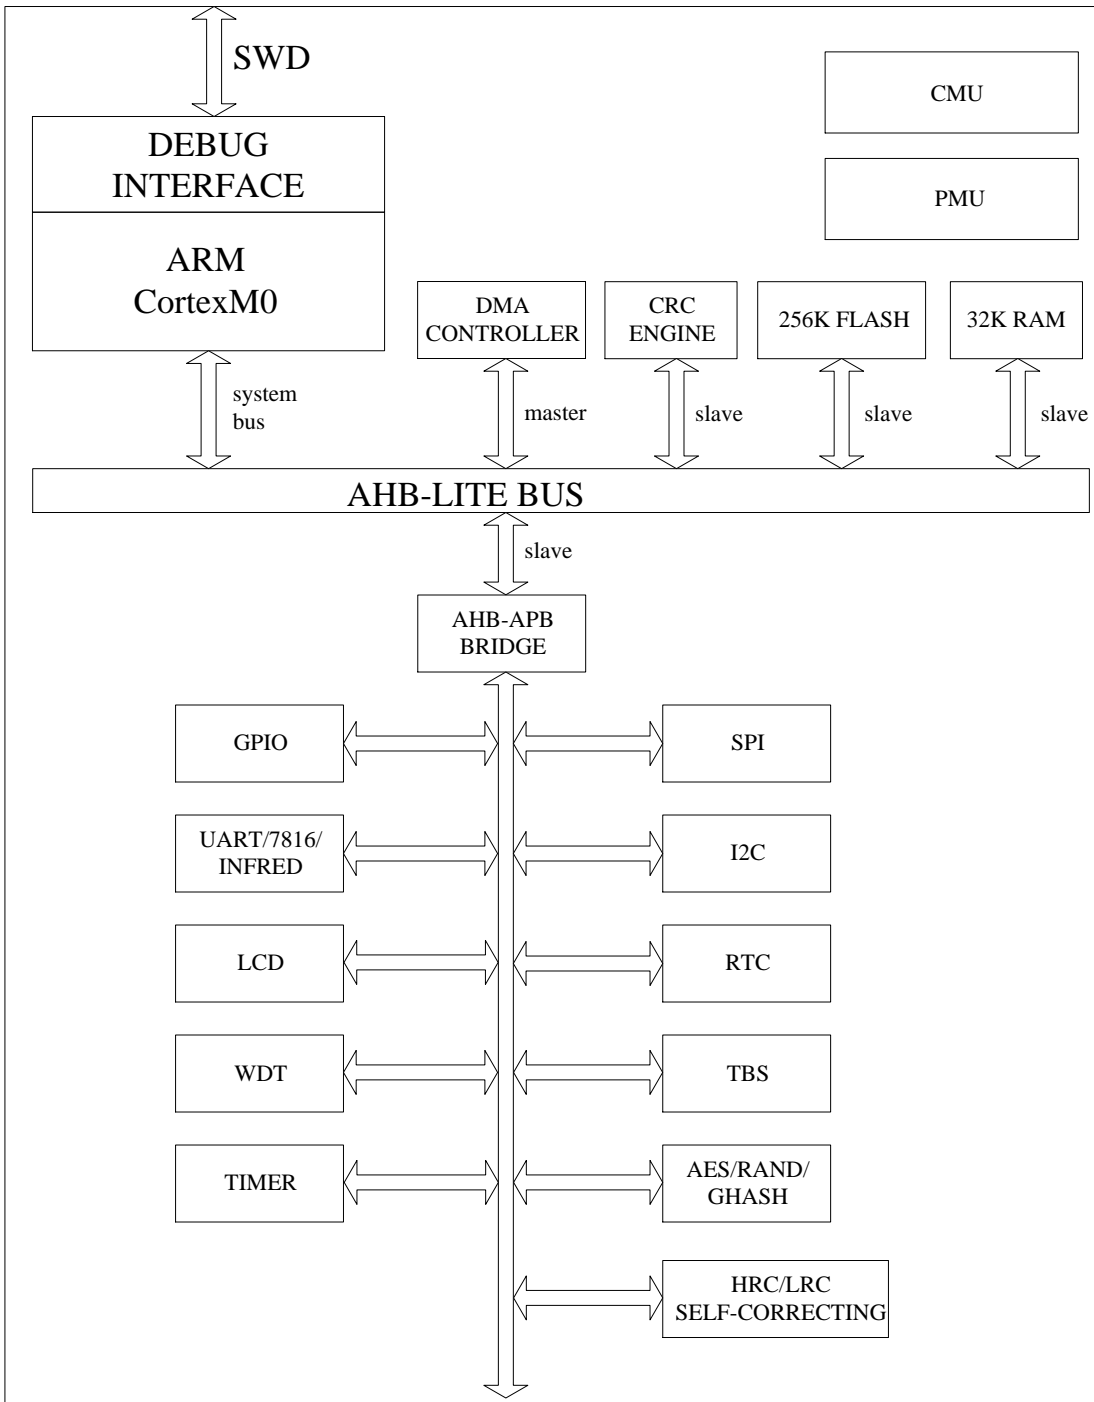 SWD
CMU
DEBUG
INTERFACE
PMU
ARM
CortexM0
DMA
CONTROLLER
CRC
ENGINE
256K FLASH
32K RAM
system
bus
master
slave
slave
slave
AHB-LITE BUS
slave
AHB-APB
BRIDGE
GPIO
SPI
UART/7816/
INFRED
I2C
LCD
RTC
WDT
TBS
TIMER
AES/RAND/
GHASH
HRC/LRC
SELF-CORRECTING